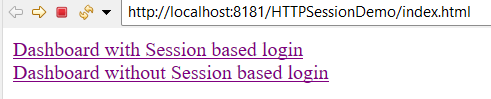 http://localhost:8181/HTTPSessionDemo/index.html
Dashboard with Session based login
Dashboard without Session based login